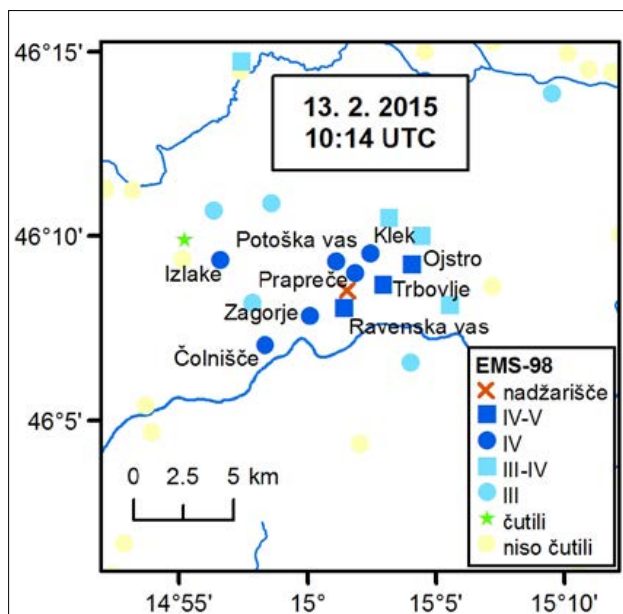 46°15'
13. 2. 2015
10:14 UTC
46°10'
Potoška vas
Klek
Izlake
Prapreče
Ojstro
Trbovlje
Zagorje
Ravenska vas
Čolnišče
46°5'
0 2.5 5 km
EMS-98
nadžarišče
IV-V
IV
III-IV
III
čutili
niso čutili
14°55' 15° 15°5' 15°10'